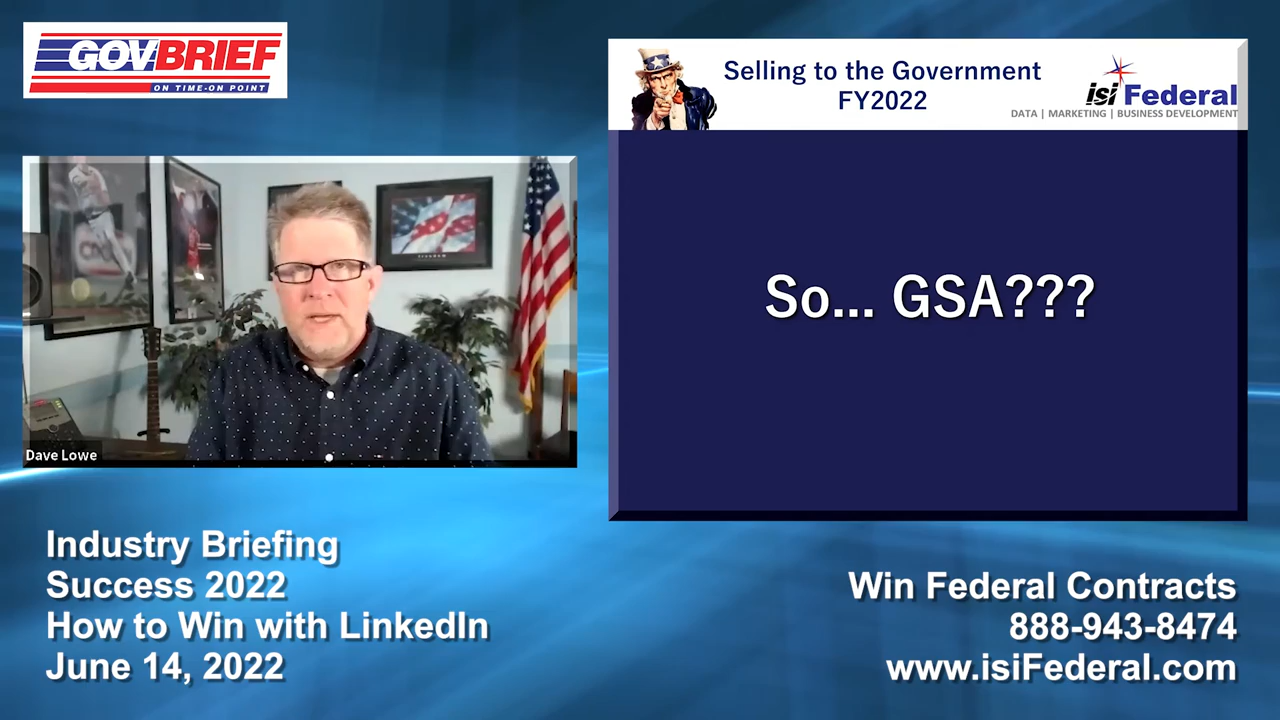 GOVBRIEF
ON TIME-ON POINT
Selling to the Government
FY2022
isi Federal
DATA | MARKETING | BUSINESS DEVELOPMENT
So... GSA???
Dave Lowe
Industry Briefing
Success 2022
How to Win with LinkedIn
June 14, 2022
Win Federal Contracts
888-943-8474
www.isiFederal.com